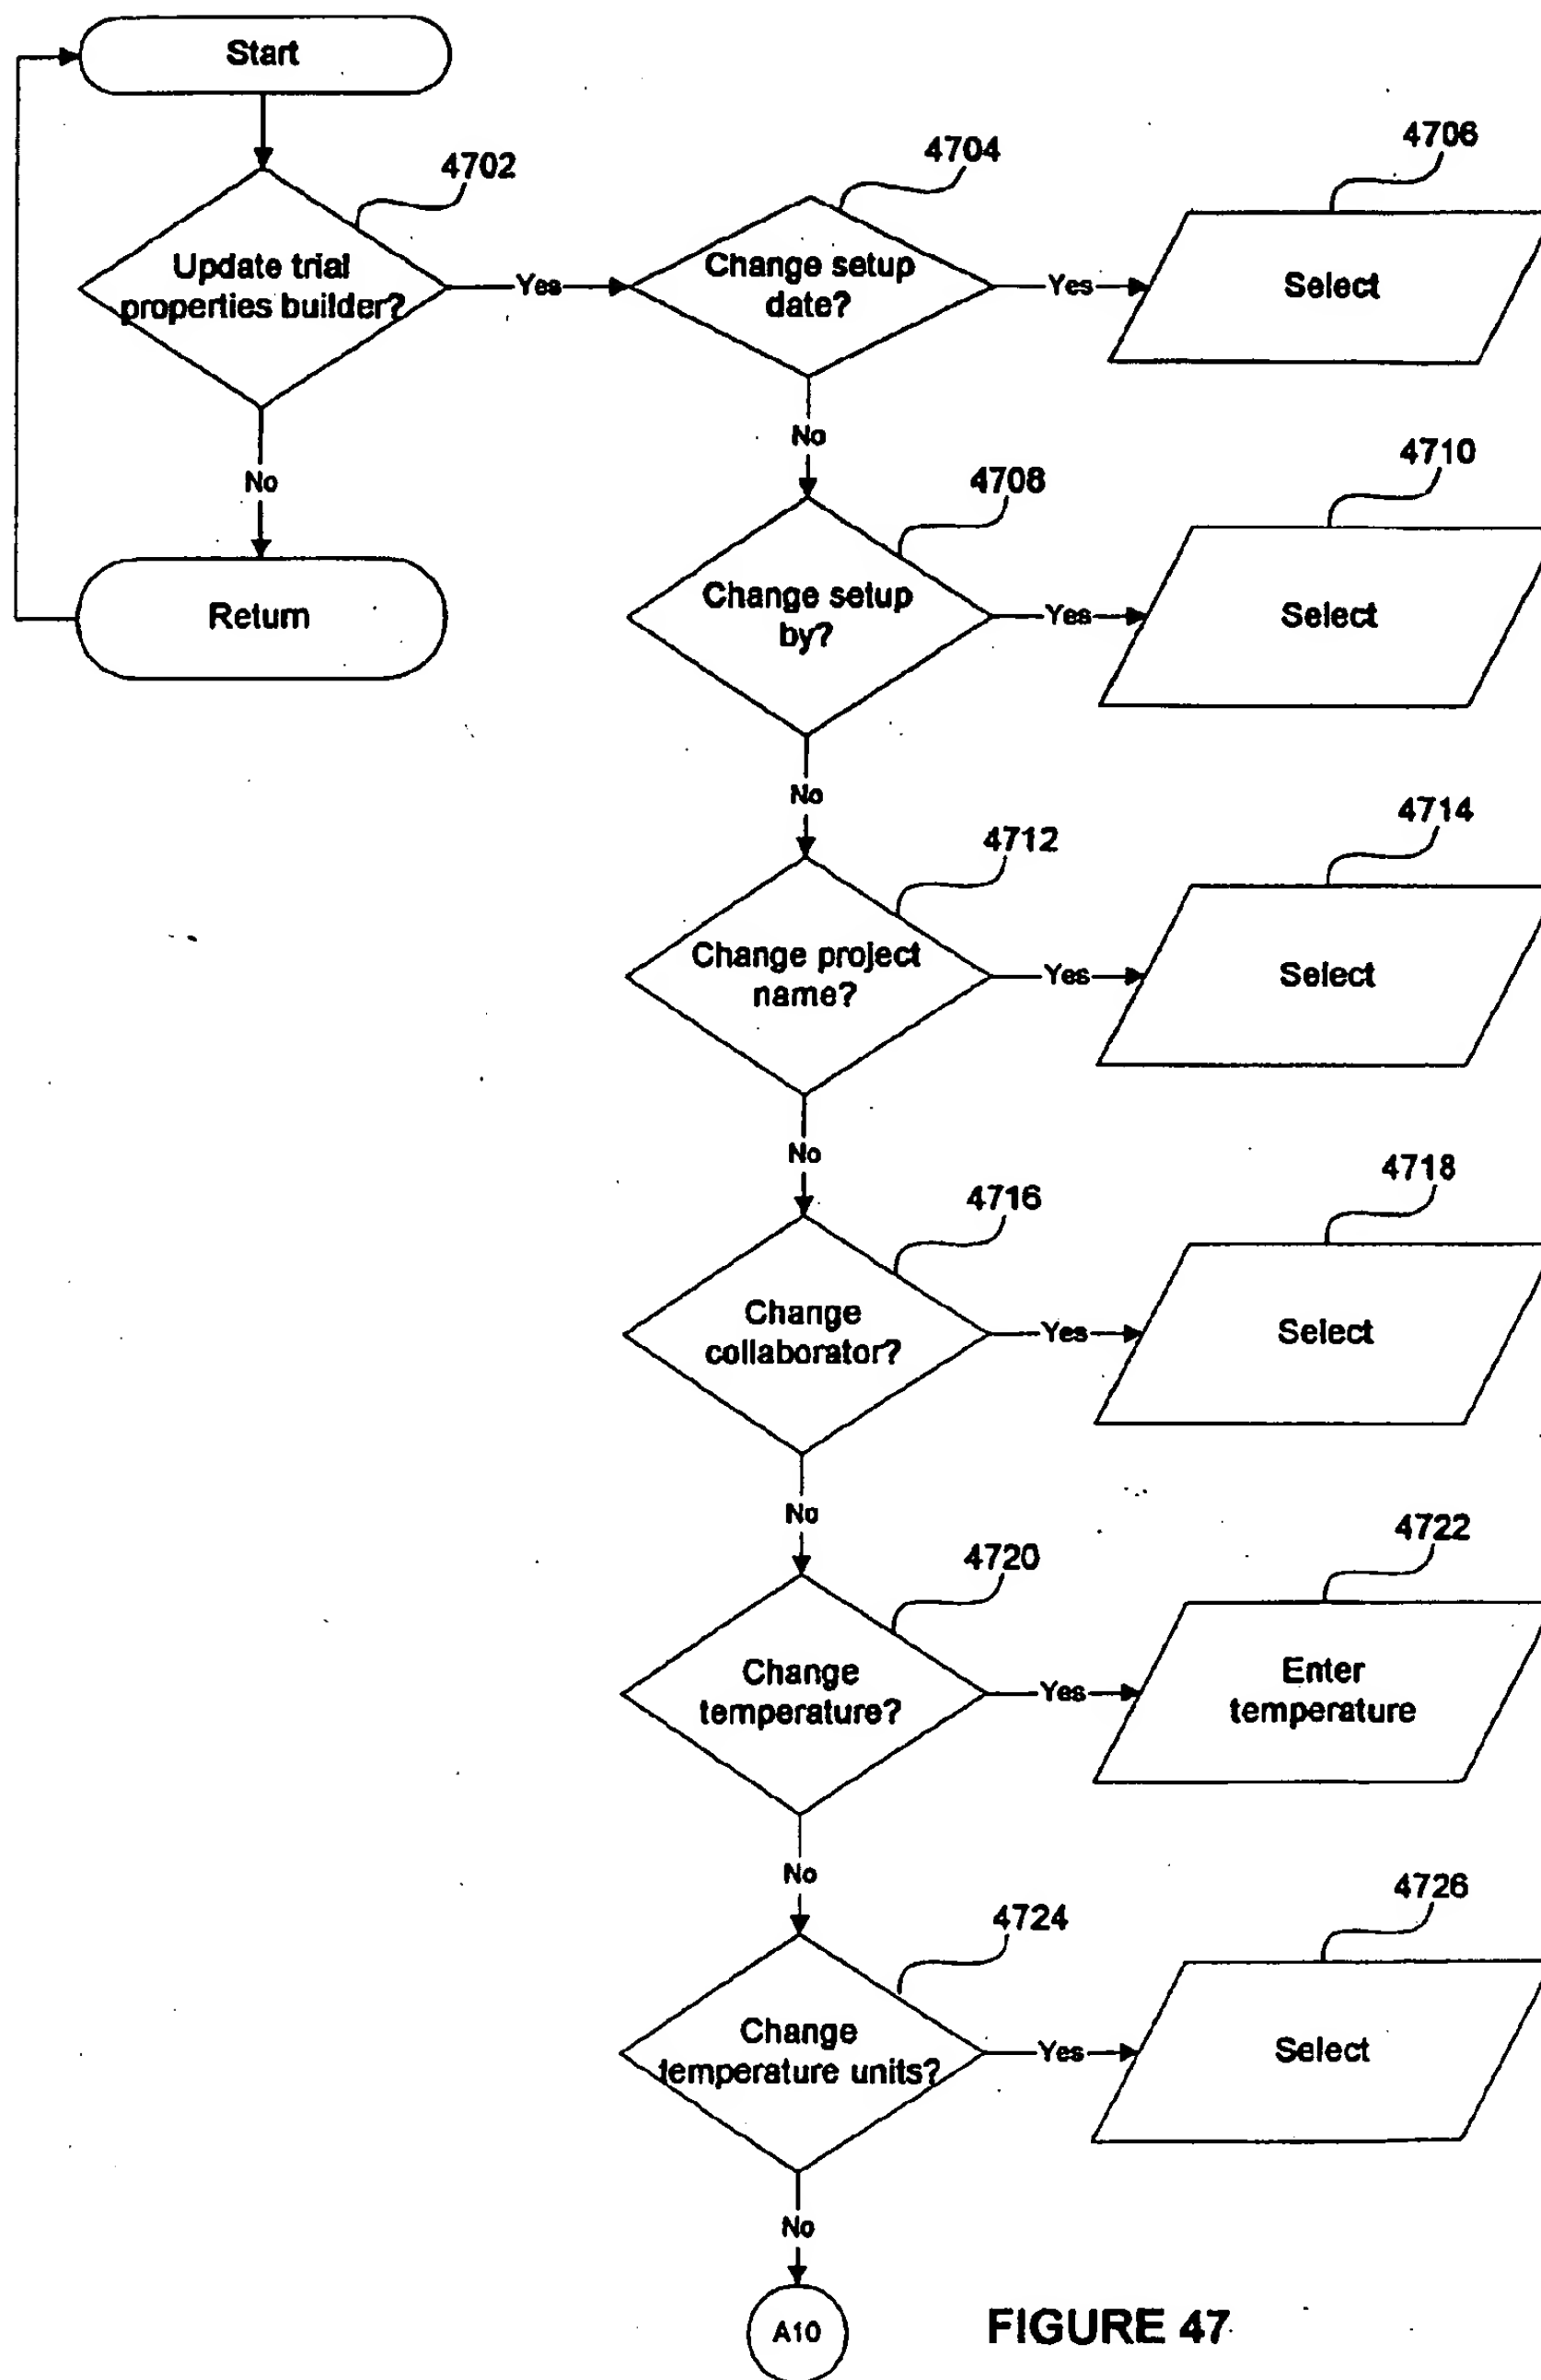 Start
4702
4704
4706
Update trial
properties builder?
Yes
Change setup
date?
Yes
Select
No
No
4708
4710
Return
Change setup
by?
Yes
Select
No
4712
4714
Change project
name?
Yes
Select
No
4716
4718
Change
collaborator?
Yes
Select
No
4720
4722
Change
temperature?
Yes
Enter
temperature
No
4724
4726
Change
temperature units?
Yes
Select
No
A10
FIGURE 47